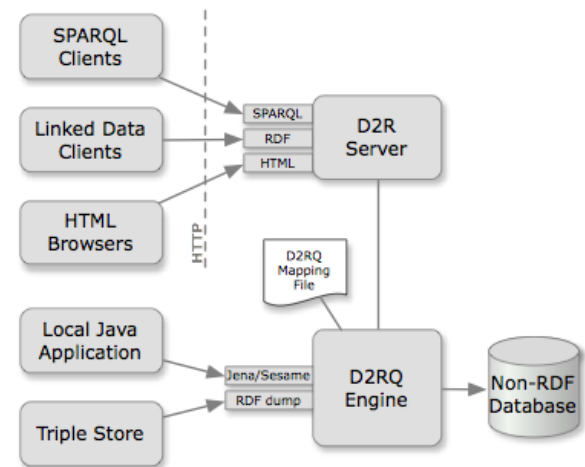 SPARQL
Clients
Linked Data
Clients
HTML
Browsers
HTTP
SPARQL
RDF
HTML
D2R
Server
D2RQ
Mapping
File
Local Java
Application
Triple Store
Jena/Sesame
RDF dump
D2RQ
Engine
Non-RDF
Database